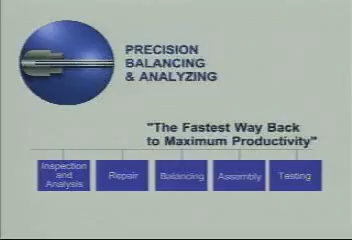 PRECISION
BALANCING
& ANALYZING
"The Fastest Way Back
to Maximum Productivity"
Inspection
and
Analysis
Repair
Balancing
Assembly
Testing